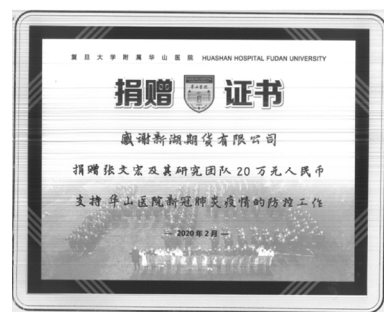 复旦大学附属华山医院 HUASHAN HOSPITAL FUDAN UNIVERSITY
捐赠 证书
感谢新湖期货有限公司
捐赠张文宏及其研究团队20万元人民币
支持华山医院新冠肺炎疫情的防控工作
— 2020年2月 —